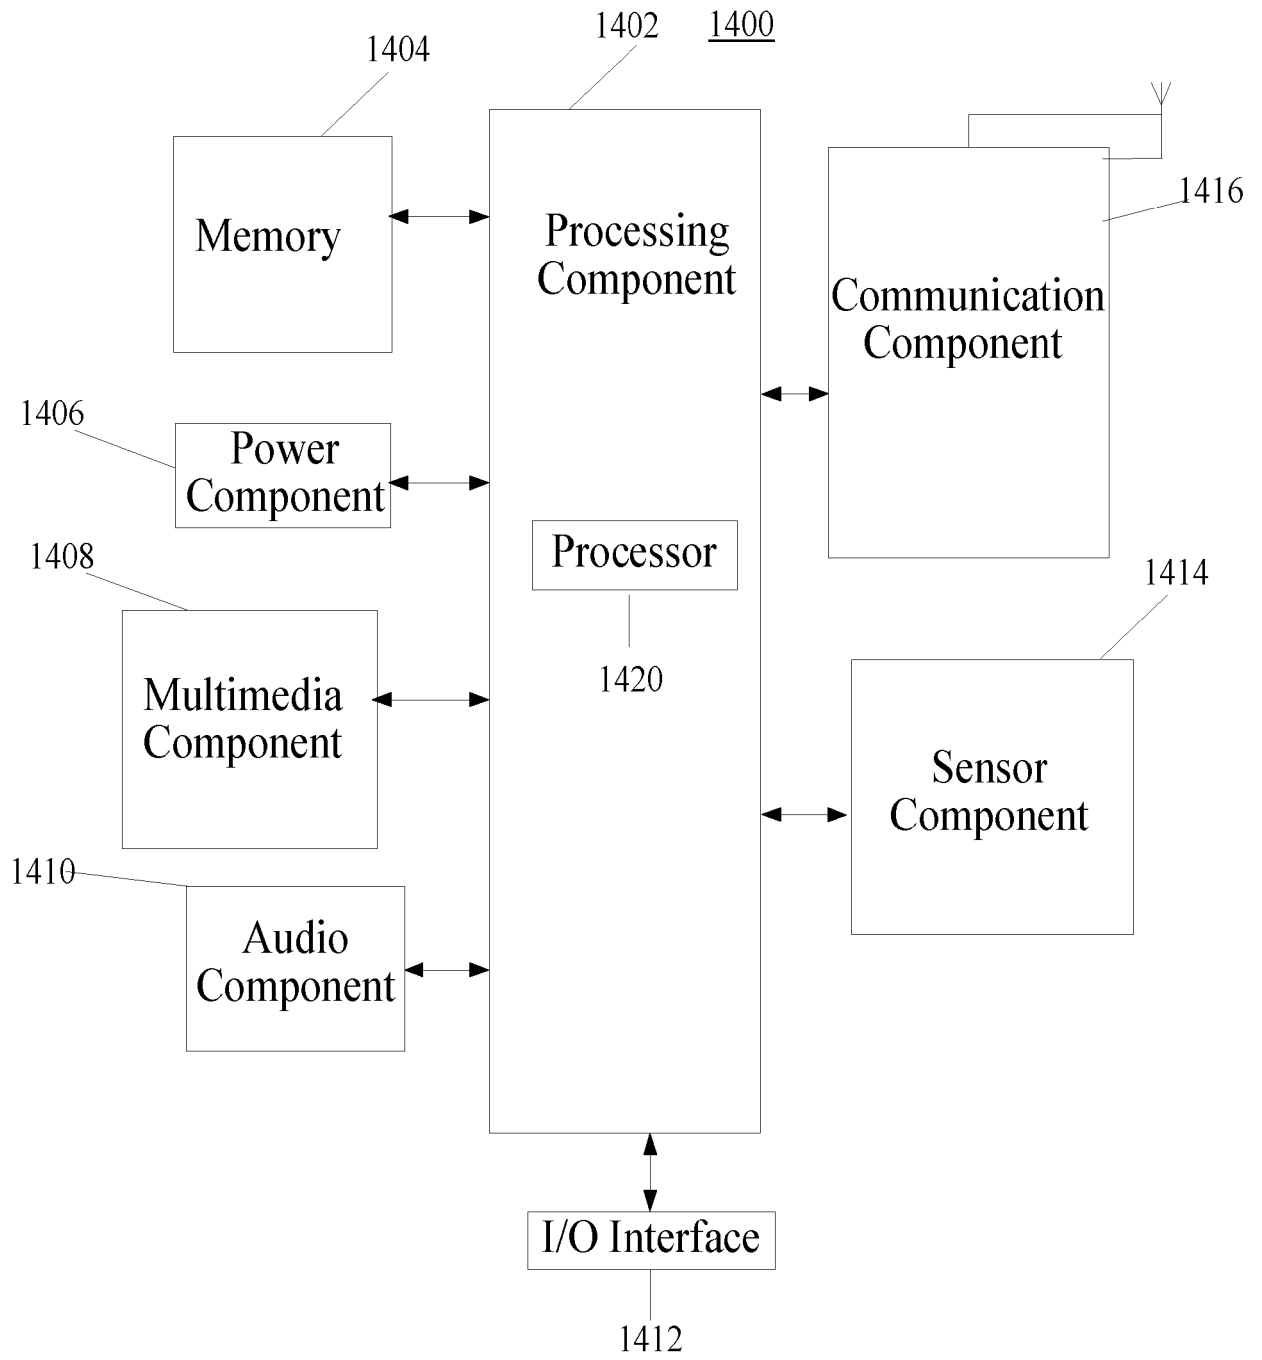 1402
1400
1404
Memory
Processing
Component
1416
Communication
Component
1406
Power
Component
1408
Processor
1420
1414
Multimedia
Component
Sensor
Component
1410
Audio
Component
I/O Interface
1412